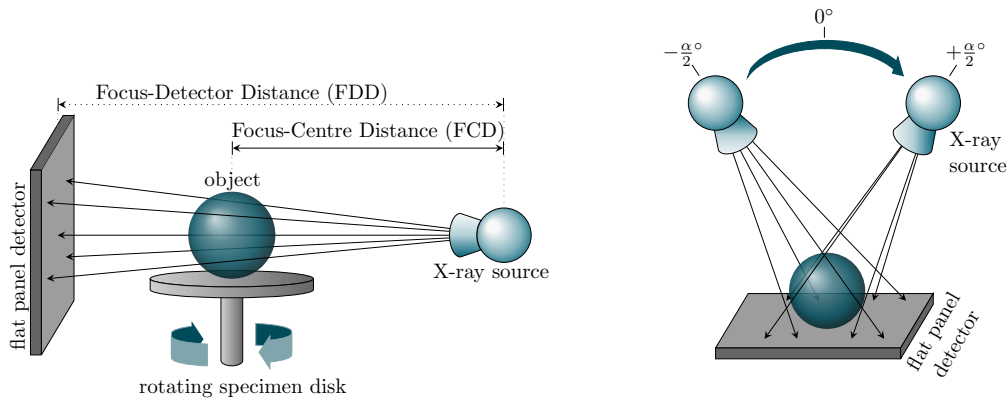 Focus-Detector Distance (FDD)
Focus-Centre Distance (FCD)
object
flat panel detector
X-ray source
rotating specimen disk
0°
−α/2°
+α/2°
X-ray
source
flat panel
detector